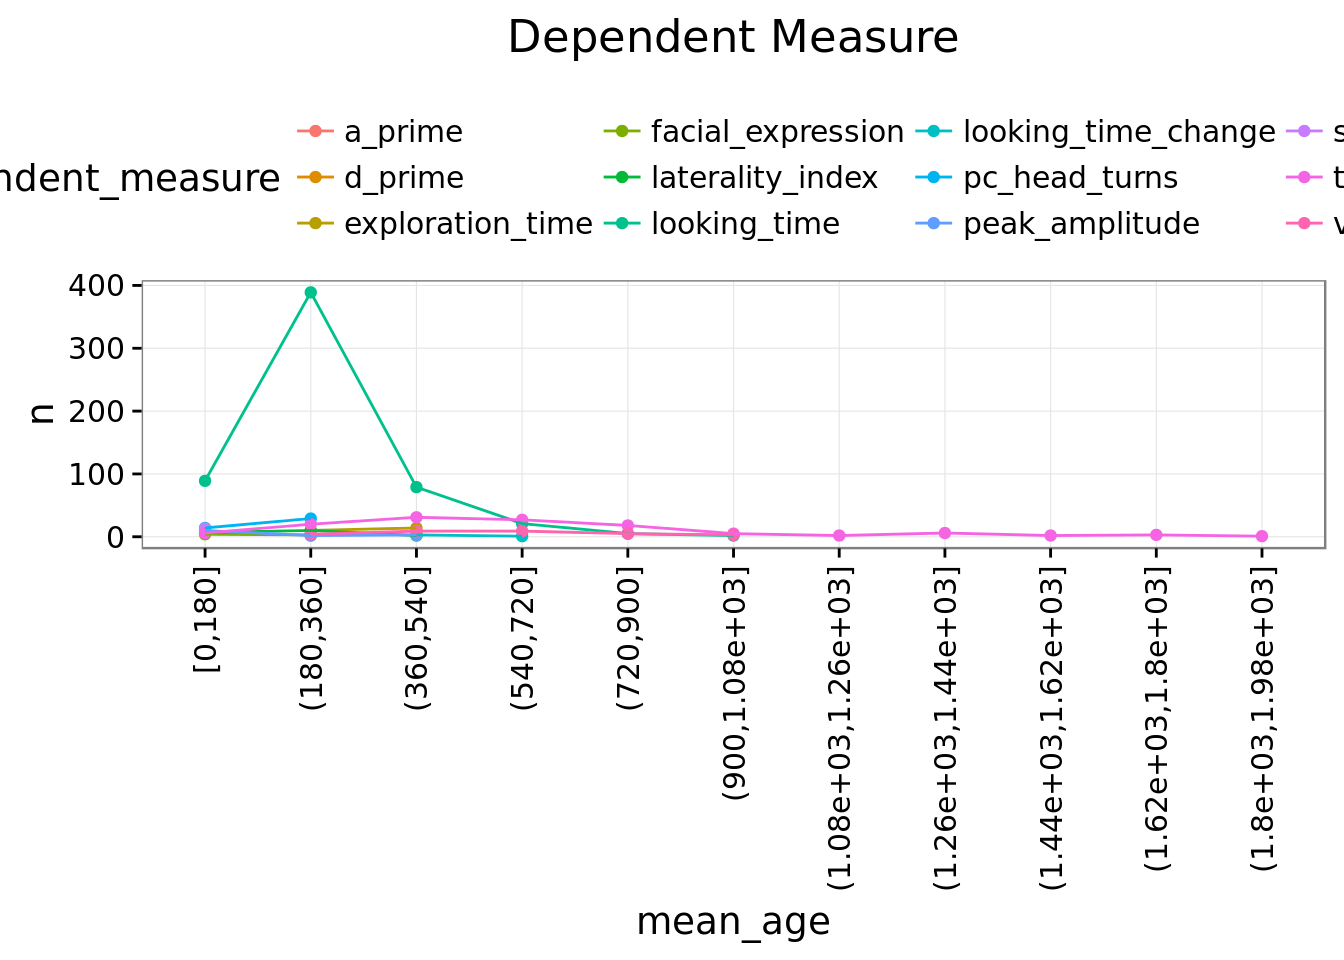 Dependent Measure
a_prime facial_expression looking_time_change s
ndent_measure d_prime laterality_index pc_head_turns t
exploration_time looking_time peak_amplitude v
400
300
200
100
0
n
[0,180]
(180,360]
(360,540]
(540,720]
(720,900]
(900,1.08e+03]
(1.08e+03,1.26e+03]
(1.26e+03,1.44e+03]
(1.44e+03,1.62e+03]
(1.62e+03,1.8e+03]
(1.8e+03,1.98e+03]
mean_age